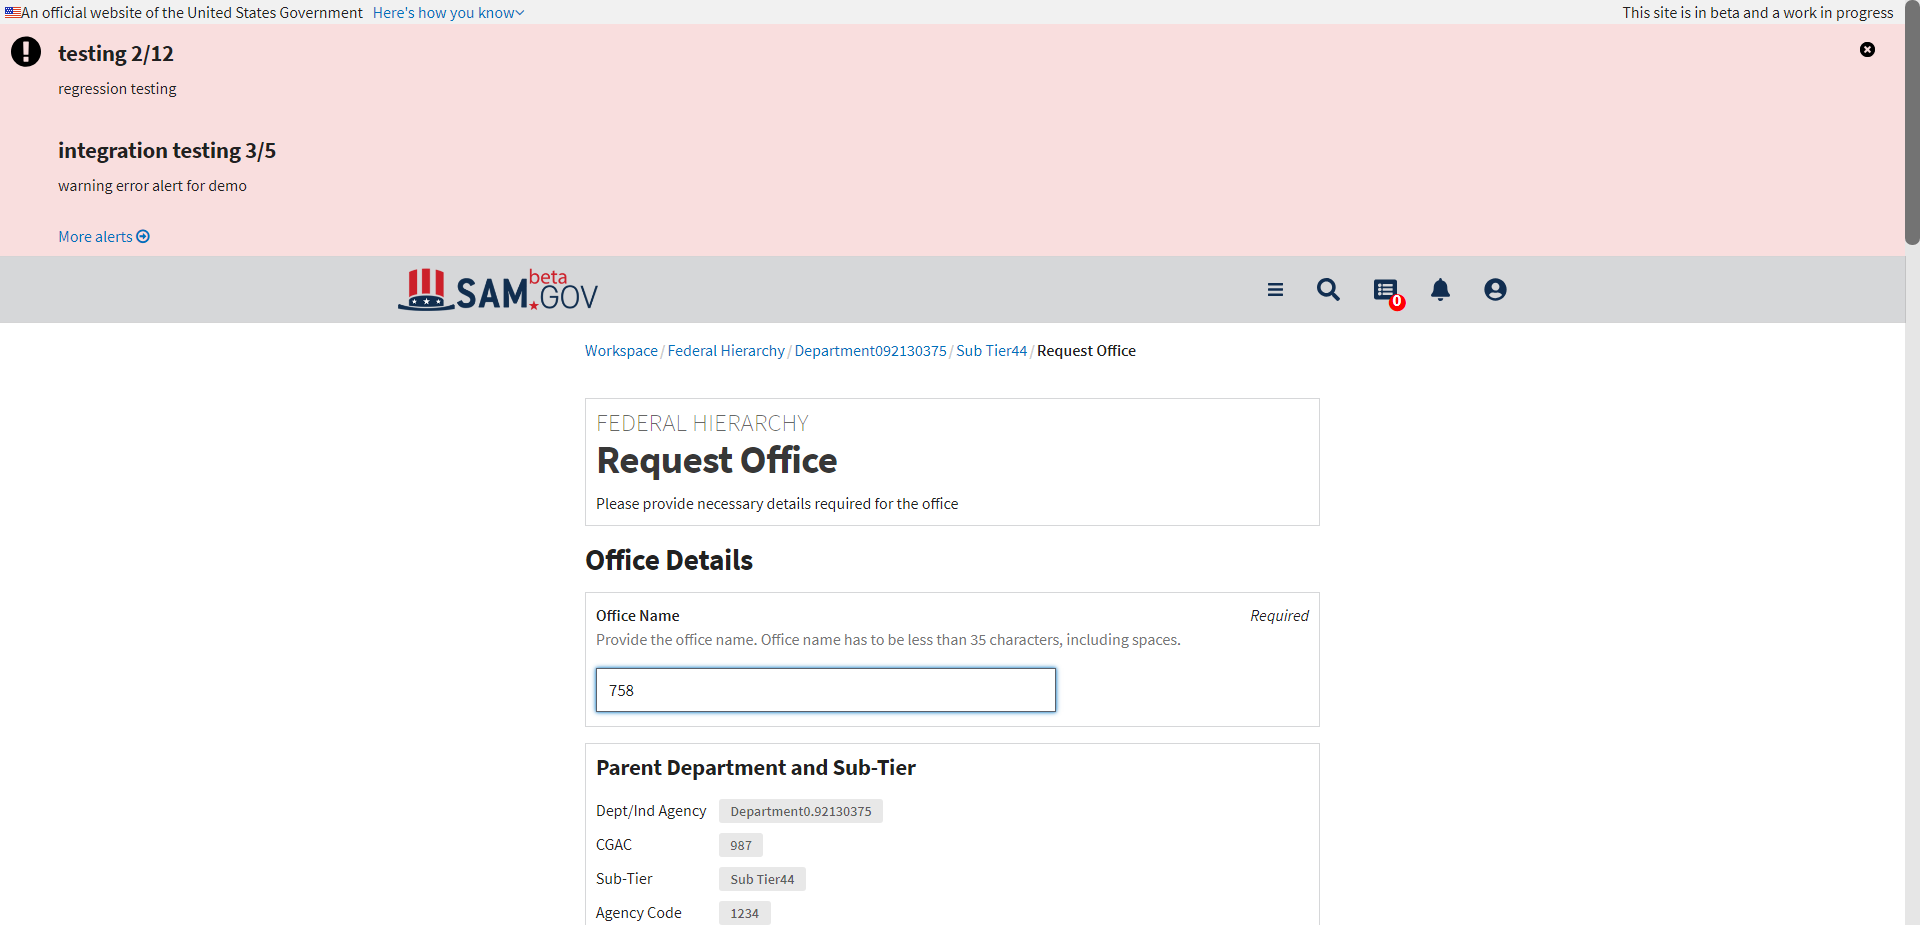 An official website of the United States Government Here's how you know
This site is in beta and a work in progress
testing 2/12
regression testing
integration testing 3/5
warning error alert for demo
More alerts
SAM.GOV beta
0
Workspace / Federal Hierarchy / Department092130375 / Sub Tier44 / Request Office
FEDERAL HIERARCHY
Request Office
Please provide necessary details required for the office
Office Details
Office Name Required
Provide the office name. Office name has to be less than 35 characters, including spaces.
758
Parent Department and Sub-Tier
Dept/Ind Agency Department0.92130375
CGAC 987
Sub-Tier Sub Tier44
Agency Code 1234